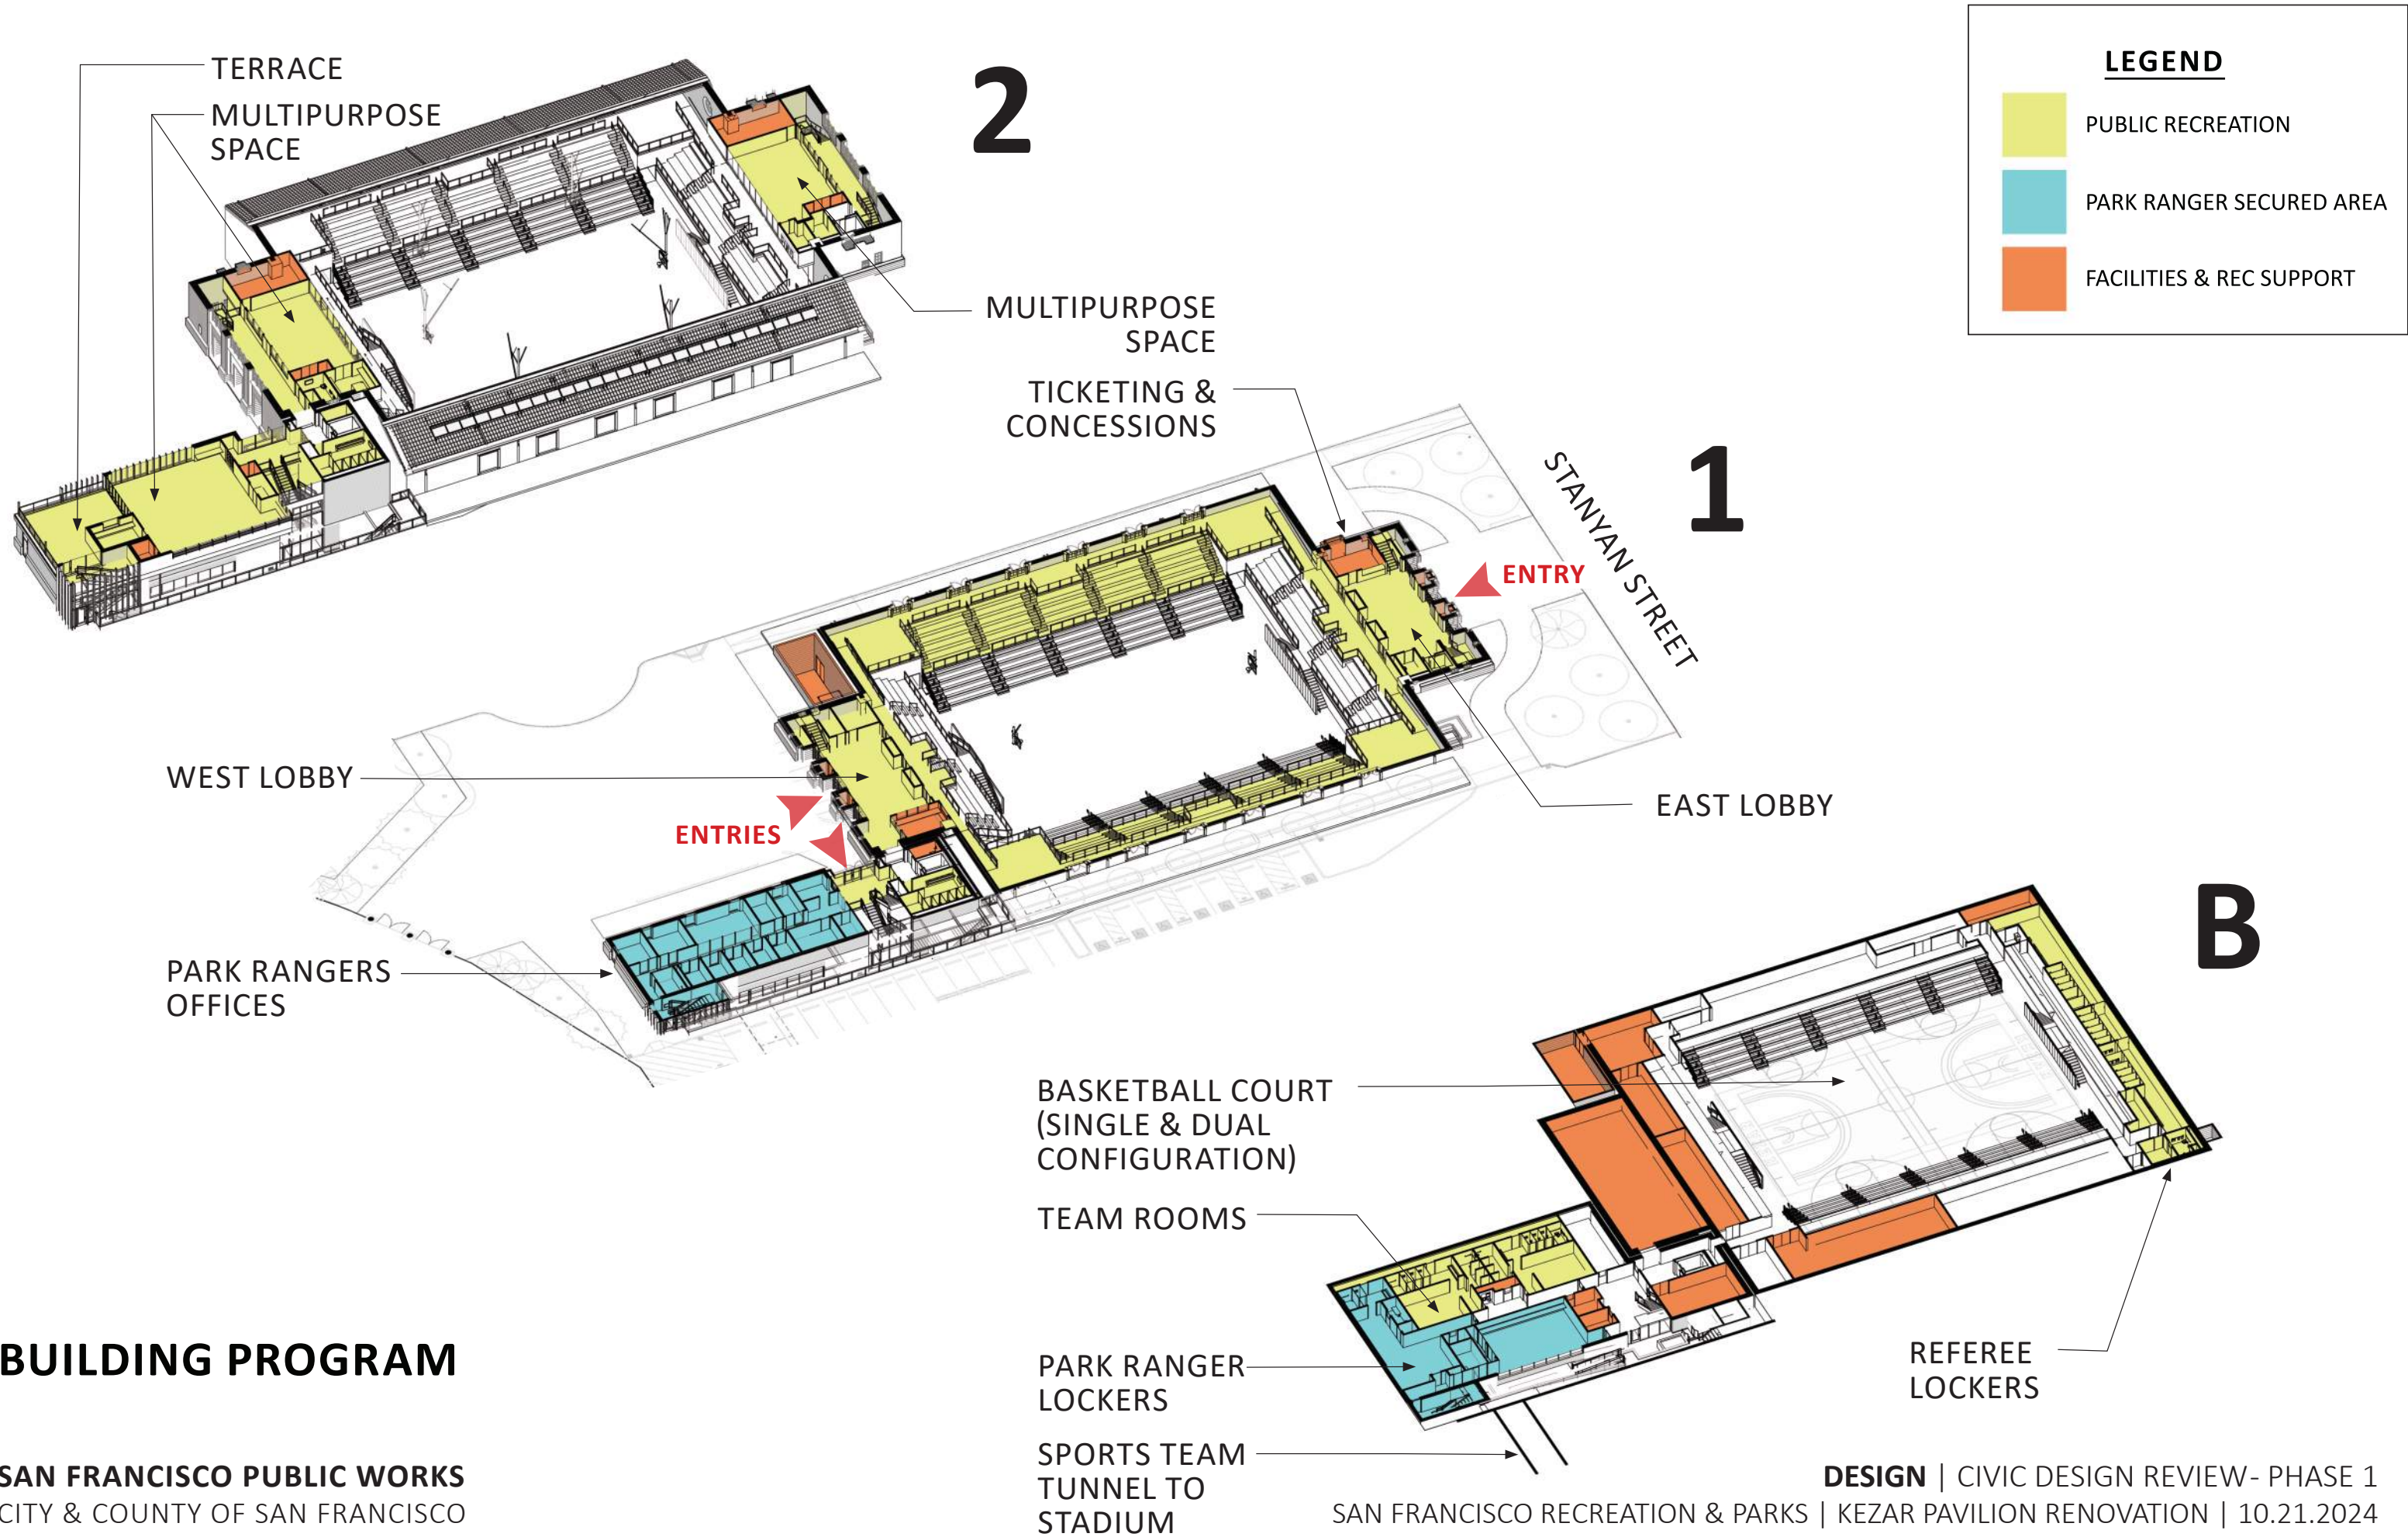 TERRACE
MULTIPURPOSE
SPACE
2
MULTIPURPOSE
SPACE
LEGEND
PUBLIC RECREATION
PARK RANGER SECURED AREA
FACILITIES & REC SUPPORT
TICKETING &
CONCESSIONS
1
STANYAN STREET
ENTRY
WEST LOBBY
ENTRIES
EAST LOBBY
PARK RANGERS
OFFICES
B
BASKETBALL COURT
(SINGLE & DUAL
CONFIGURATION)
TEAM ROOMS
PARK RANGER
LOCKERS
SPORTS TEAM
TUNNEL TO
STADIUM
REFEREE
LOCKERS
BUILDING PROGRAM
SAN FRANCISCO PUBLIC WORKS
CITY & COUNTY OF SAN FRANCISCO
DESIGN | CIVIC DESIGN REVIEW- PHASE 1
SAN FRANCISCO RECREATION & PARKS | KEZAR PAVILION RENOVATION | 10.21.2024